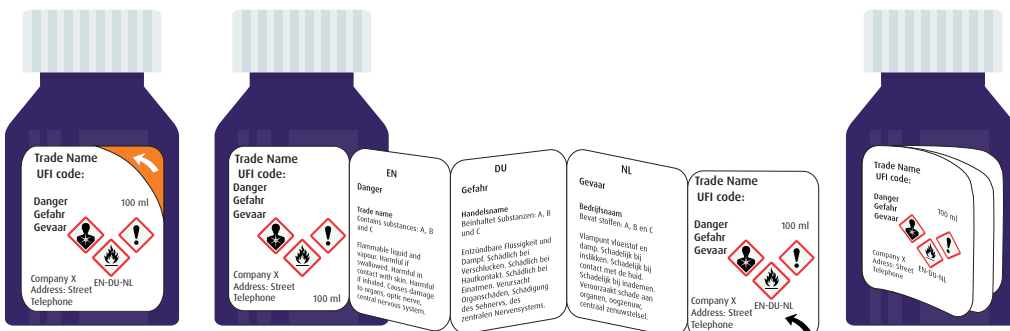 Trade Name
UFI code:
Danger
Gefahr
Gevaar
100 ml
Company X
Address: Street
Telephone
EN-DU-NL
Trade Name
UFI code:
Danger
Gefahr
Gevaar
Company X
Address: Street
Telephone
100 ml
EN
Danger
Trade name
Contains substances: A, B
and C
Flammable liquid and
vapour. Harmful if
swallowed. Harmful in
contact with skin. Harmful
if inhaled. Causes damage
to organs, optic nerve,
central nervous system.
DU
Gefahr
Handelsname
Beinhaltet Substanzen: A, B
und C
Entzündbare Flüssigkeit und
Dampf. Schädlich bei
verschlucken. Schädlich bei
Hautkontakt. Schädlich bei
Einatmen. Verursacht
Organschäden, Schädigung
des Sehnervs, des
zentralen Nervensystems.
NL
Gevaar
Bedrijfsnaam
Bevat stoffen: A, B en C
Vlampunt vloeistof en
damp. Schadelijk bij
inslikken. Schadelijk bij
contact met de huid.
Schadelijk bij inademen.
Veroorzaakt schade aan
organen, oogzenuw,
centraal zenuwstelsel.
Trade Name
UFI code:
Danger
Gefahr
Gevaar
100 ml
EN-DU-NL
Company X
Address: Street
Telephone
Trade Name
UFI code:
Danger
Gefahr
Gevaar
100 ml
Company X
Address: Street
Telephone
EN-DU-NL